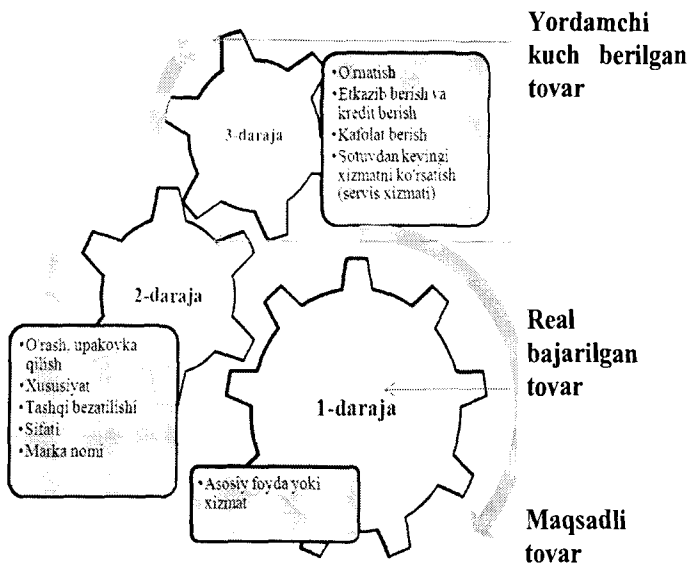 Yordamchi
kuch berilgan
tovar
3-daraja
•O'rnatish
•Etkazib berish va
kredit berish
•Kafolat berish
•Sotuvdan keyingi
xizmatni ko'rsatish
(servis xizmati)
2-daraja
•O'rash, upakovka
qilish
•Xususiyat
•Tashqi bezatilishi
•Sifati
•Marka nomi
Real
bajarilgan
tovar
1-daraja
•Asosiy foyda yoki
xizmat
Maqsadli
tovar